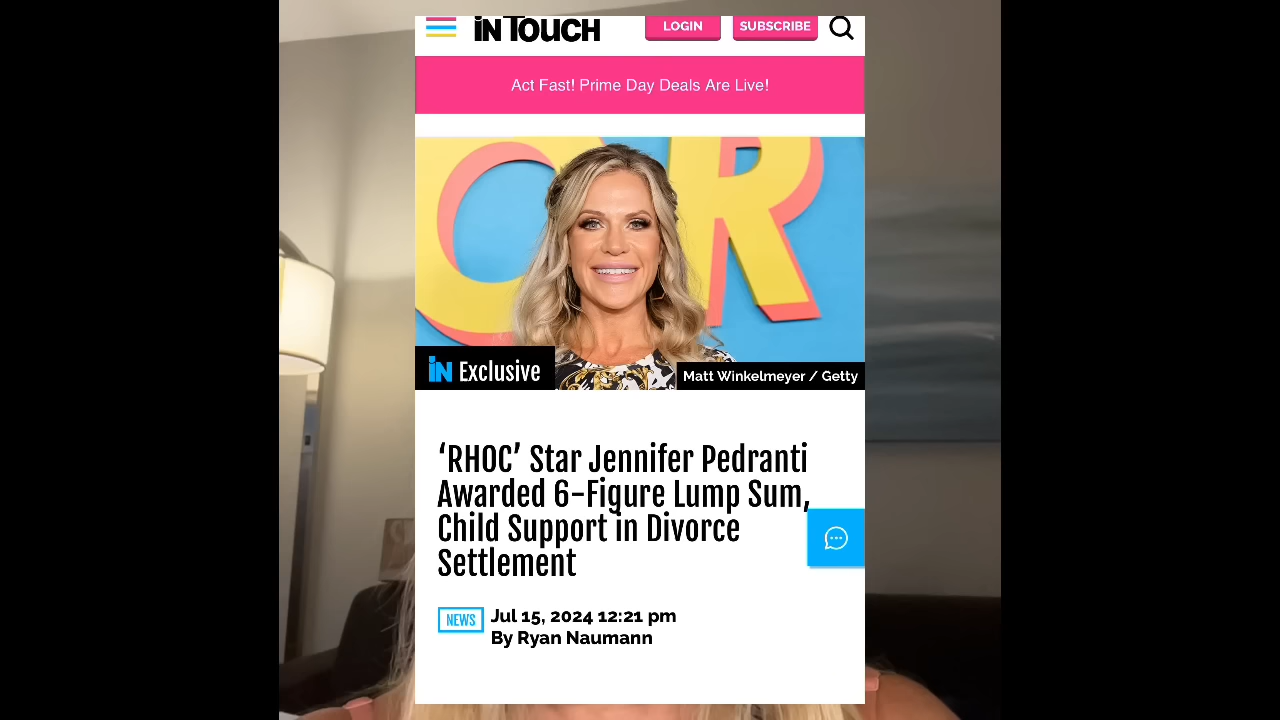 iN TOUCH
LOGIN
SUBSCRIBE
Act Fast! Prime Day Deals Are Live!
OR
iN Exclusive
Matt Winkelmeyer / Getty
‘RHOC’ Star Jennifer Pedranti
Awarded 6-Figure Lump Sum,
Child Support in Divorce
Settlement
NEWS
Jul 15, 2024 12:21 pm
By Ryan Naumann